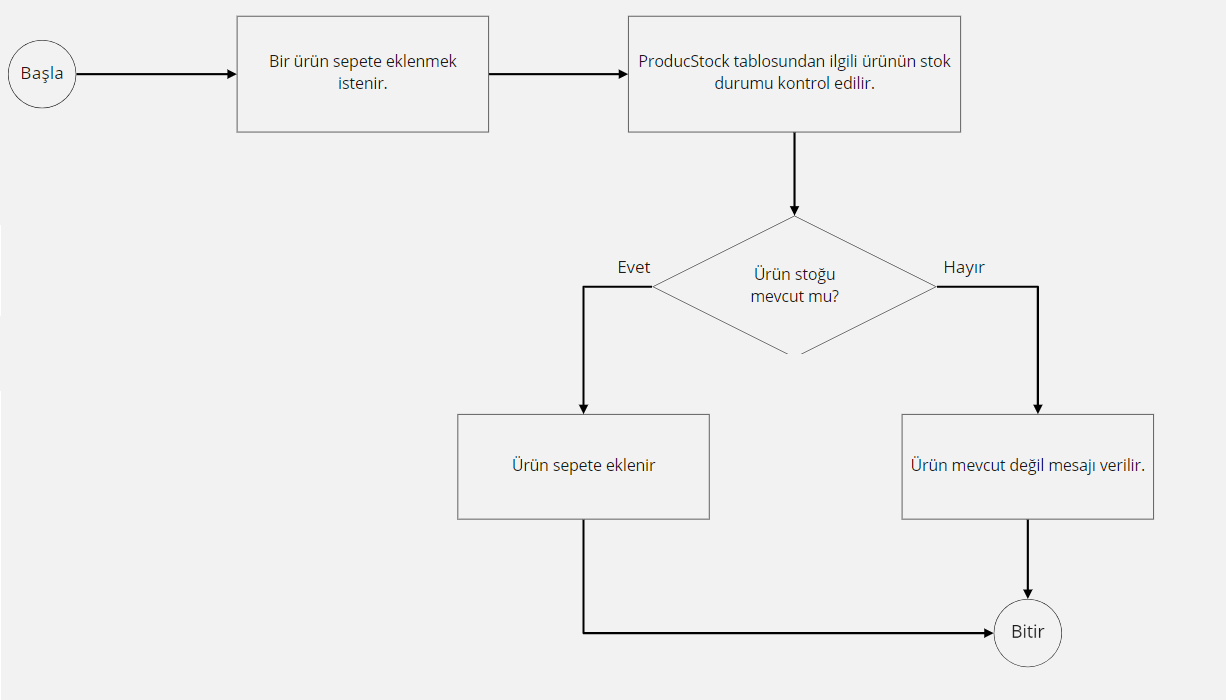 Başla
Bir ürün sepete eklenmek
istenir.
ProducStock tablosundan ilgili ürünün stok
durumu kontrol edilir.
Evet
Hayır
Ürün stoğu
mevcut mu?
Ürün sepete eklenir
Ürün mevcut değil mesajı verilir.
Bitir